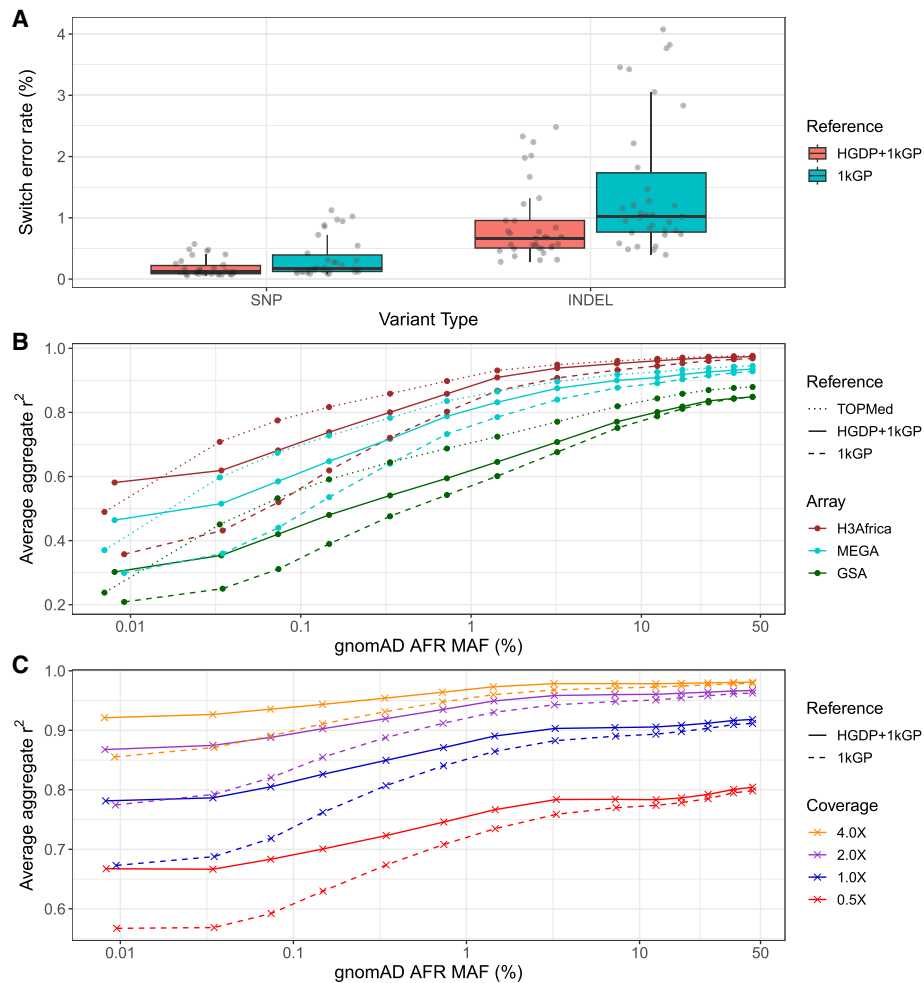 A
Switch error rate (%)
4
3
2
1
0
SNP
INDEL
Variant Type
Reference
HGDP+1kGP
1kGP
B
Average aggregate r²
1.0
0.8
0.6
0.4
0.2
0.01
0.1
1
10
50
gnomAD AFR MAF (%)
Reference
TOPMed
HGDP+1kGP
1kGP
Array
H3Africa
MEGA
GSA
C
Average aggregate r²
1.0
0.9
0.8
0.7
0.6
0.01
0.1
1
10
50
gnomAD AFR MAF (%)
Reference
HGDP+1kGP
1kGP
Coverage
4.0X
2.0X
1.0X
0.5X